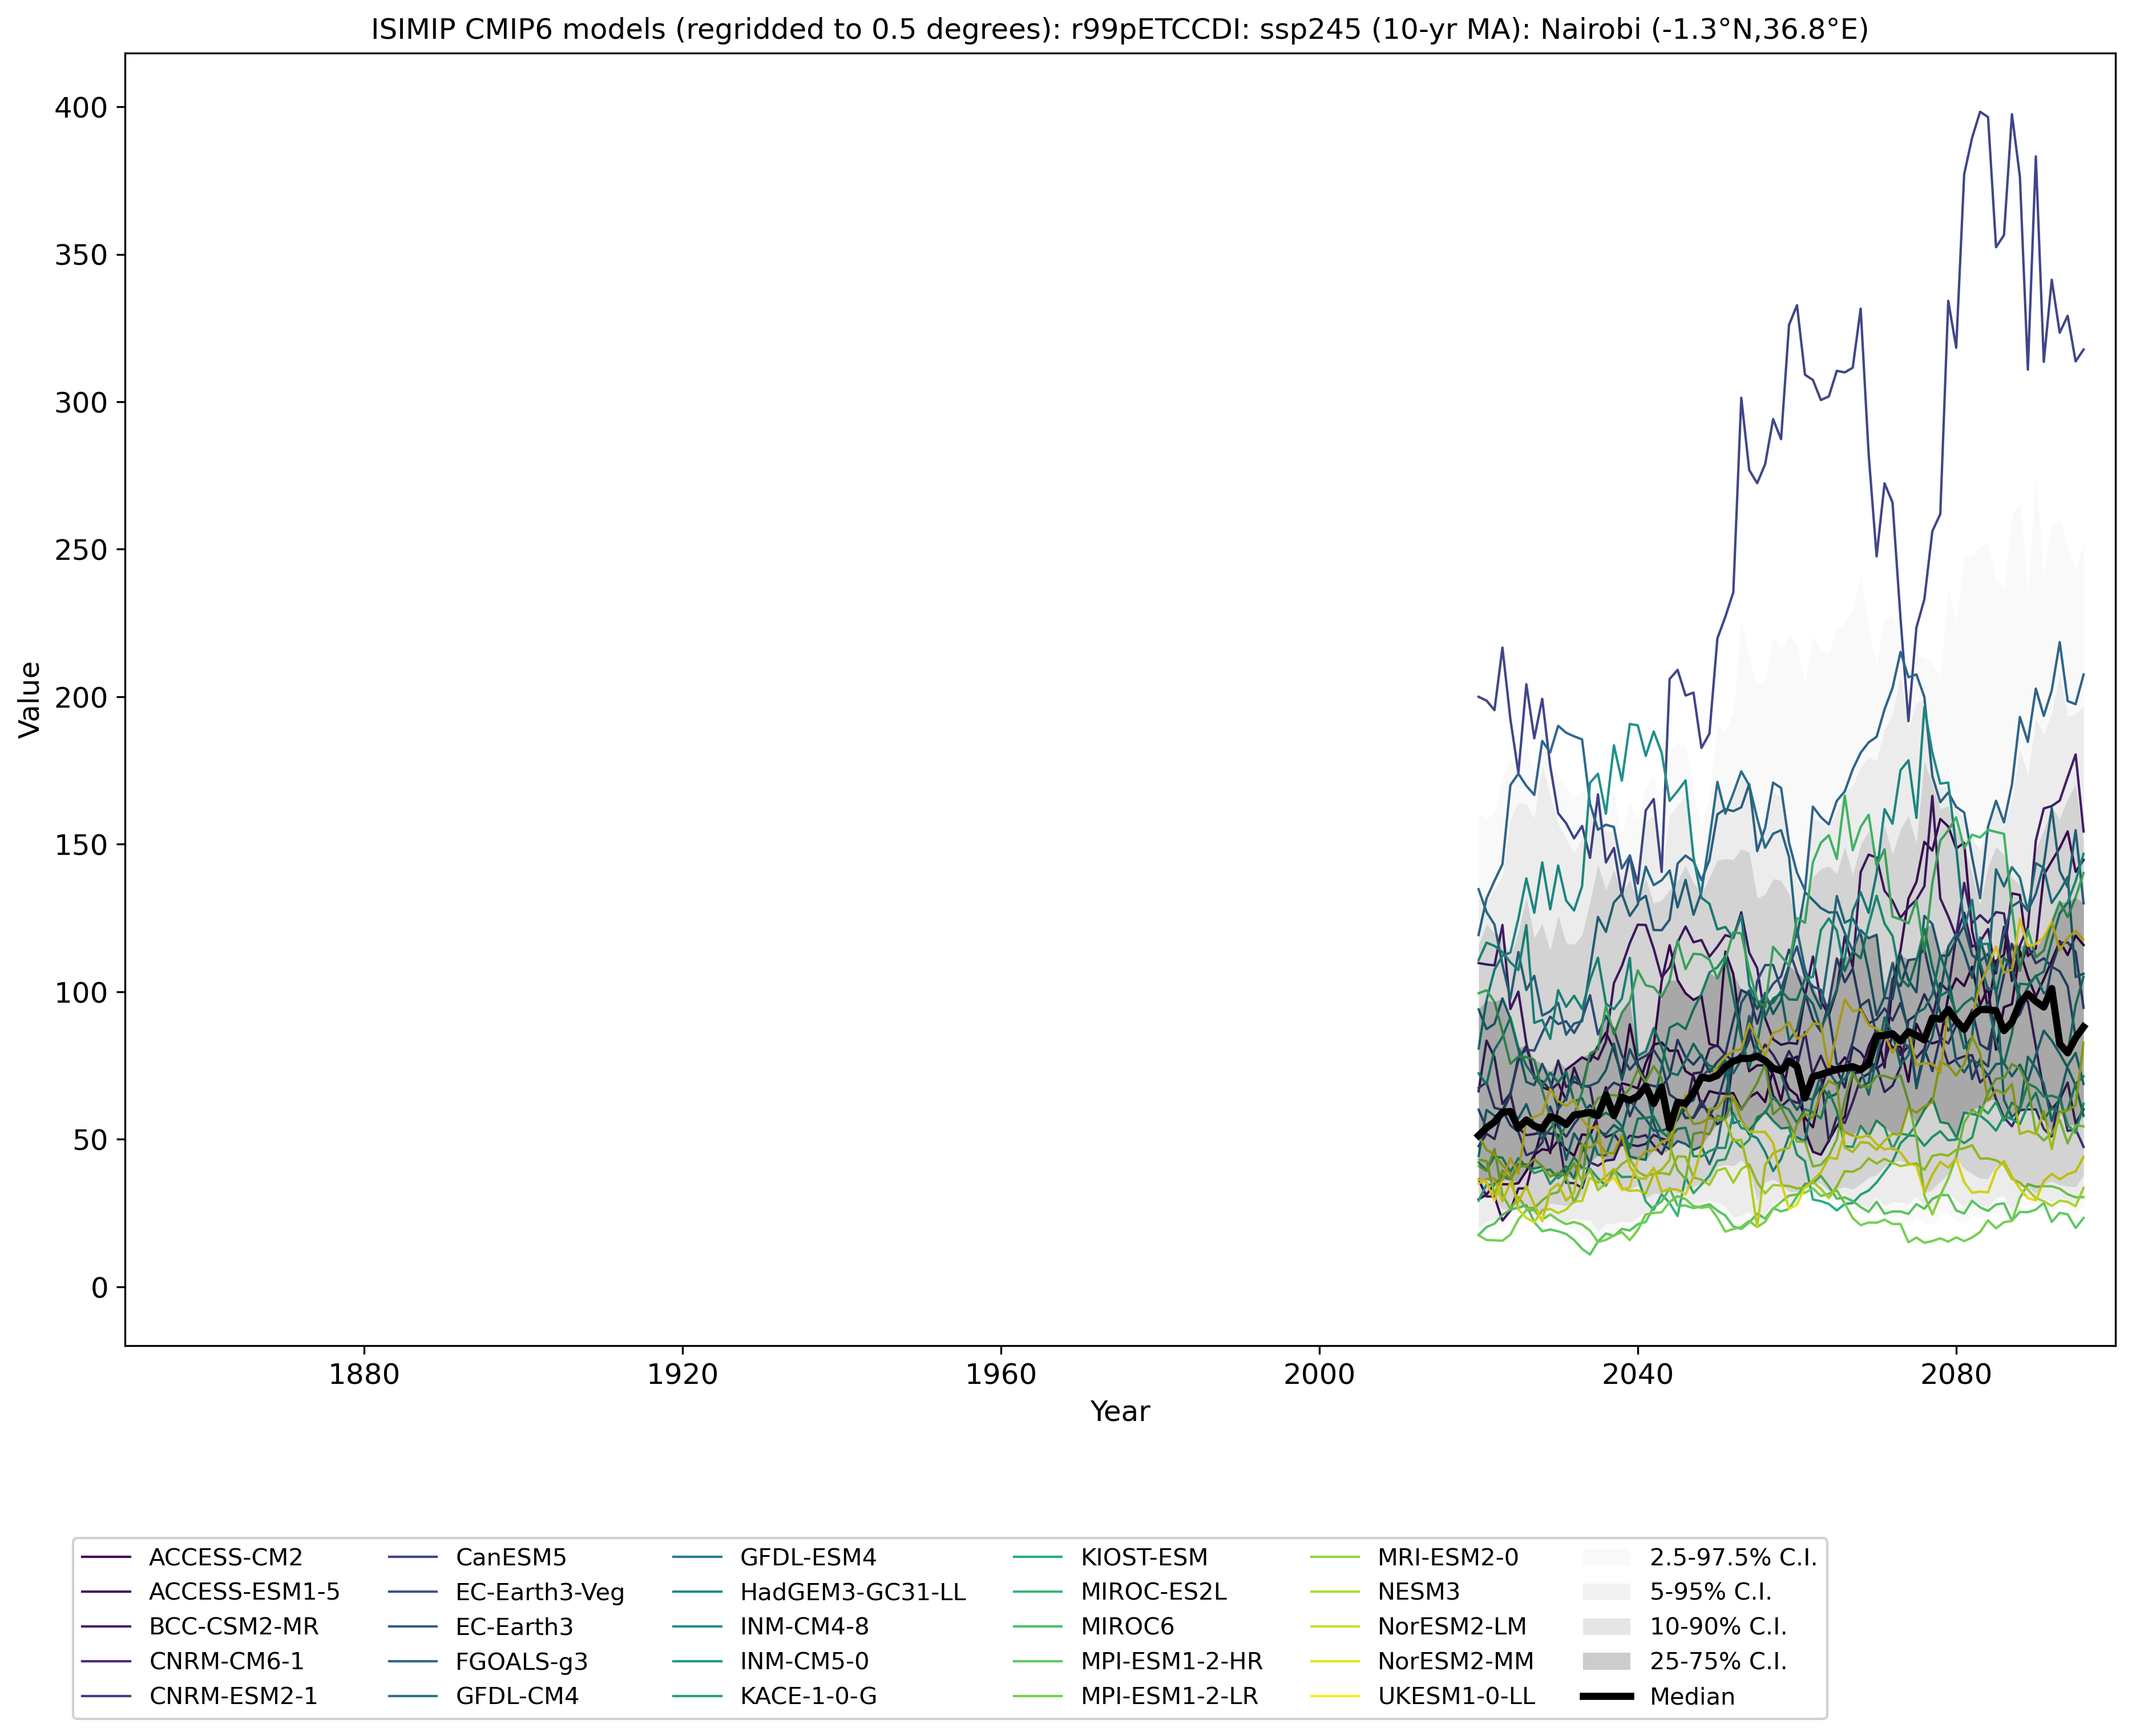 ISIMIP CMIP6 models (regridded to 0.5 degrees): r99pETCCDI: ssp245 (10-yr MA): Nairobi (-1.3°N,36.8°E)
400
350
300
250
200
150
100
50
0
Value
1880 1920 1960 2000 2040 2080
Year
ACCESS-CM2 CanESM5 GFDL-ESM4 KIOST-ESM MRI-ESM2-0 2.5-97.5% C.I.
ACCESS-ESM1-5 EC-Earth3-Veg HadGEM3-GC31-LL MIROC-ES2L NESM3 5-95% C.I.
BCC-CSM2-MR EC-Earth3 INM-CM4-8 MIROC6 NorESM2-LM 10-90% C.I.
CNRM-CM6-1 FGOALS-g3 INM-CM5-0 MPI-ESM1-2-HR NorESM2-MM 25-75% C.I.
CNRM-ESM2-1 GFDL-CM4 KACE-1-0-G MPI-ESM1-2-LR UKESM1-0-LL Median